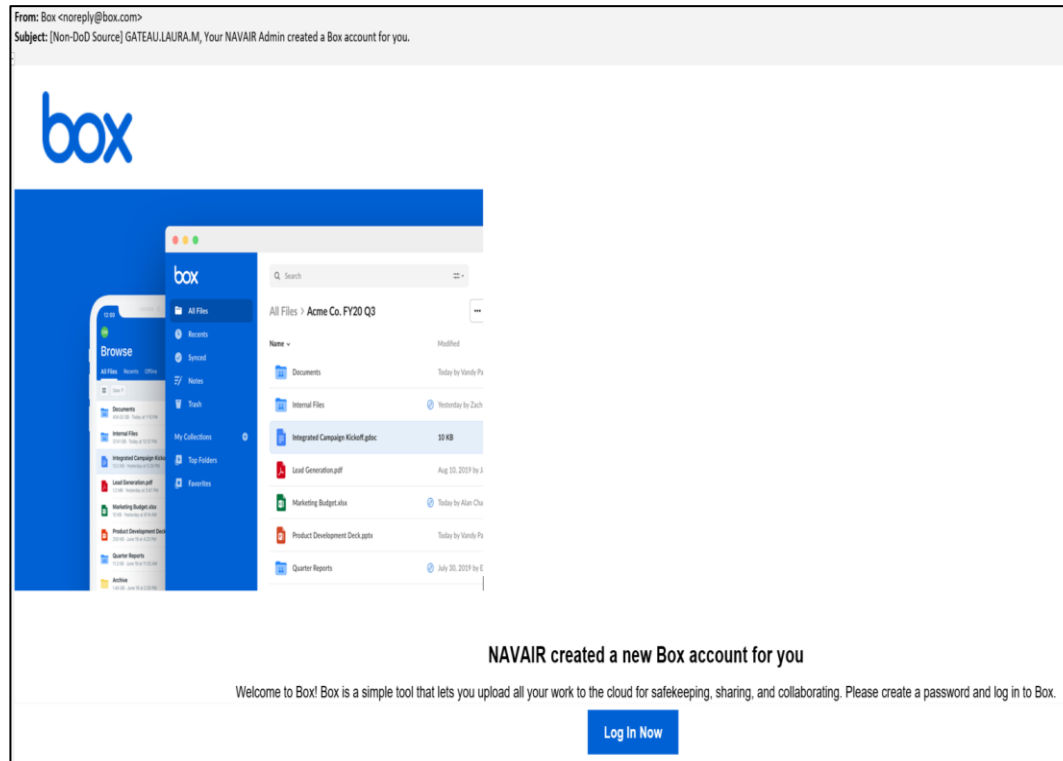 From: Box <noreply@box.com>
Subject: [Non-DoD Source] GATEAU.LAURA.M, Your NAVAIR Admin created a Box account for you.
box
box
Search
All Files
Recents
Synced
Notes
Trash
My Collections
Top Folders
Favorites
All Files > Acme Co. FY20 Q3
Name
Modified
Documents
Today by Vandy Pa
Internal Files
Yesterday by Zach
Integrated Campaign Kickoff.gdoc
10 KB
Lead Generation.pdf
Aug 10, 2019 by J
Marketing Budget.xlsx
Today by Alan Cha
Product Development Deck.pptx
Today by Vandy Pa
Quarter Reports
July 30, 2019 by E
Browse
All Files Recents Offline
Documents
Internal Files
Integrated Campaign Kicko
Lead Generation.pdf
Marketing Budget.xlsx
Product Development Deck
Quarter Reports
Archive
NAVAIR created a new Box account for you
Welcome to Box! Box is a simple tool that lets you upload all your work to the cloud for safekeeping, sharing, and collaborating. Please create a password and log in to Box.
Log In Now